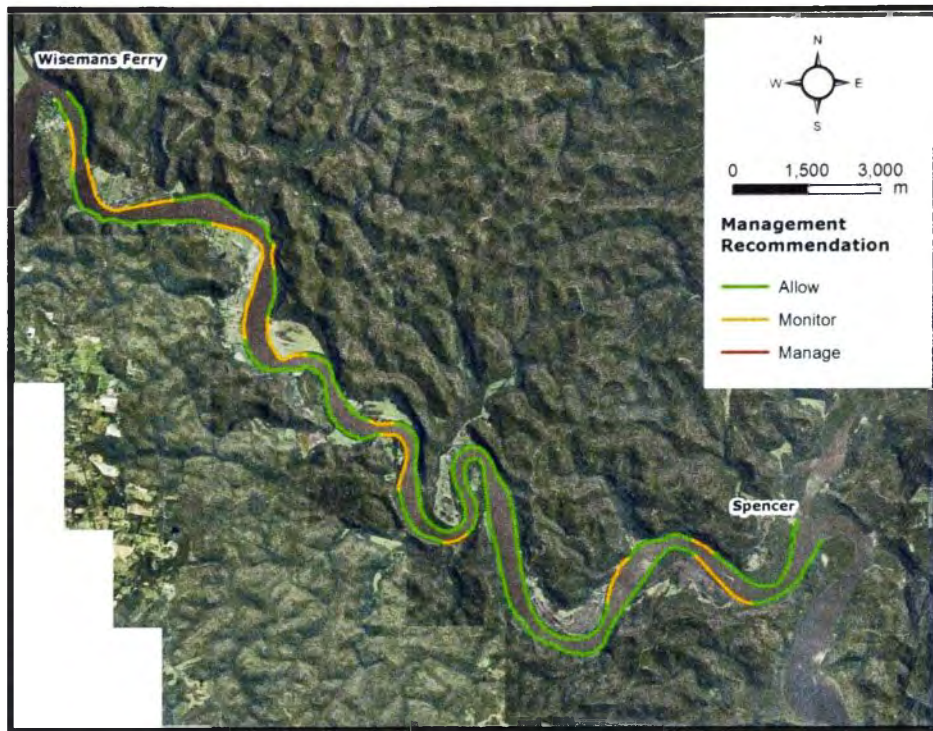 Wisemans Ferry
N
W E
S
0 1,500 3,000
m
Management
Recommendation
Allow
Monitor
Manage
Spencer